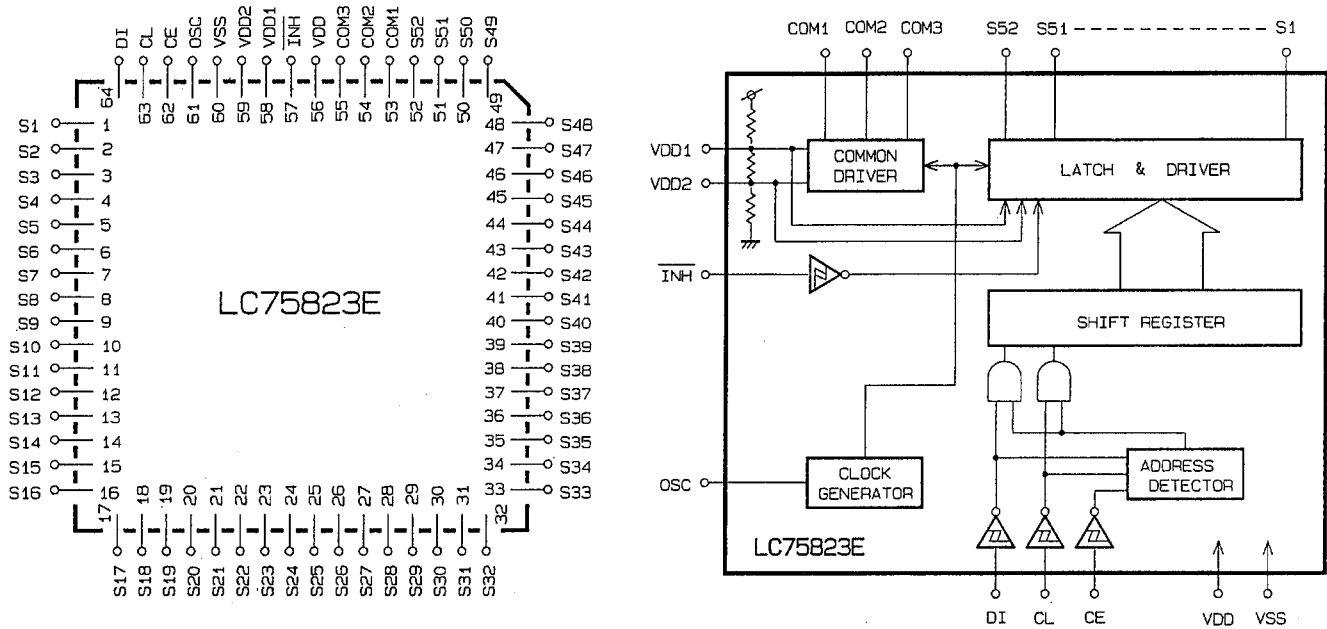 DI CL CE OSC VSS VDD2 VDD1 INH VDD COM3 COM2 COM1 S52 S51 S50 S49
64 63 62 61 60 59 58 57 56 55 54 53 52 51 50 49
S1 1 48 S48
S2 2 47 S47
S3 3 46 S46
S4 4 45 S45
S5 5 44 S44
S6 6 43 S43
S7 7 42 S42
S8 8 41 S41
S9 9 40 S40
S10 10 39 S39
S11 11 38 S38
S12 12 37 S37
S13 13 36 S36
S14 14 35 S35
S15 15 34 S34
S16 16 33 S33
LC75823E
17 18 19 20 21 22 23 24 25 26 27 28 29 30 31 32
S17 S18 S19 S20 S21 S22 S23 S24 S25 S26 S27 S28 S29 S30 S31 S32
COM1 COM2 COM3 S52 S51 S1
VDD1
VDD2
COMMON
DRIVER
LATCH & DRIVER
INH
SHIFT REGISTER
OSC
CLOCK
GENERATOR
ADDRESS
DETECTOR
LC75823E
DI CL CE VDD VSS